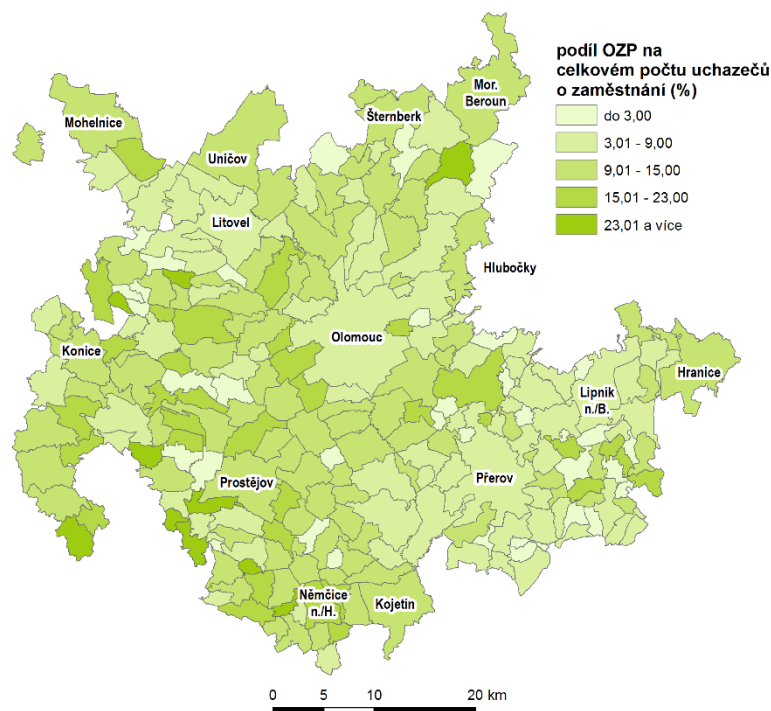 podíl OZP na
celkovém počtu uchazečů
o zaměstnání (%)
do 3,00
3,01 - 9,00
9,01 - 15,00
15,01 - 23,00
23,01 a více
Mor.
Beroun
Šternberk
Mohelnice
Uničov
Litovel
Hlubočky
Olomouc
Konice
Hranice
Lipník
n./B.
Přerov
Prostějov
Němčice
n./H.
Kojetín
0 5 10 20 km